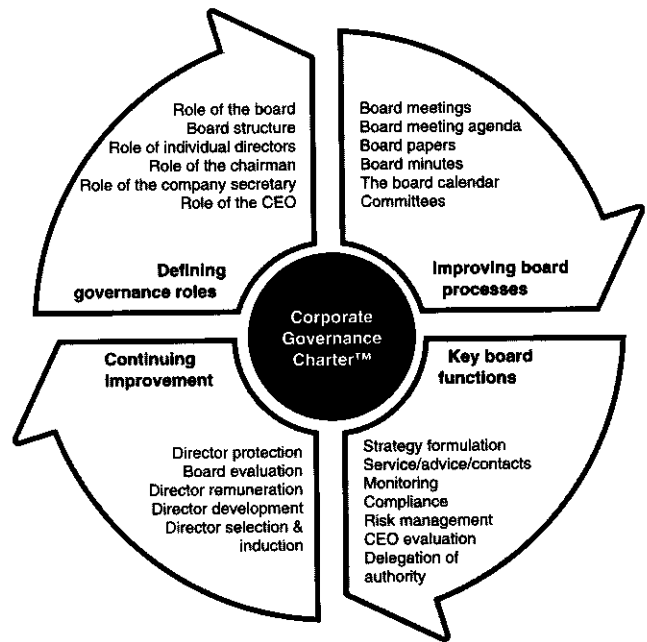 Role of the board
Board structure
Role of individual directors
Role of the chairman
Role of the company secretary
Role of the CEO
Defining
governance roles
Board meetings
Board meeting agenda
Board papers
Board minutes
The board calendar
Committees
Improving board
processes
Corporate
Governance
Charter™
Continuing
Improvement
Director protection
Board evaluation
Director remuneration
Director development
Director selection &
induction
Key board
functions
Strategy formulation
Service/advice/contacts
Monitoring
Compliance
Risk management
CEO evaluation
Delegation of
authority